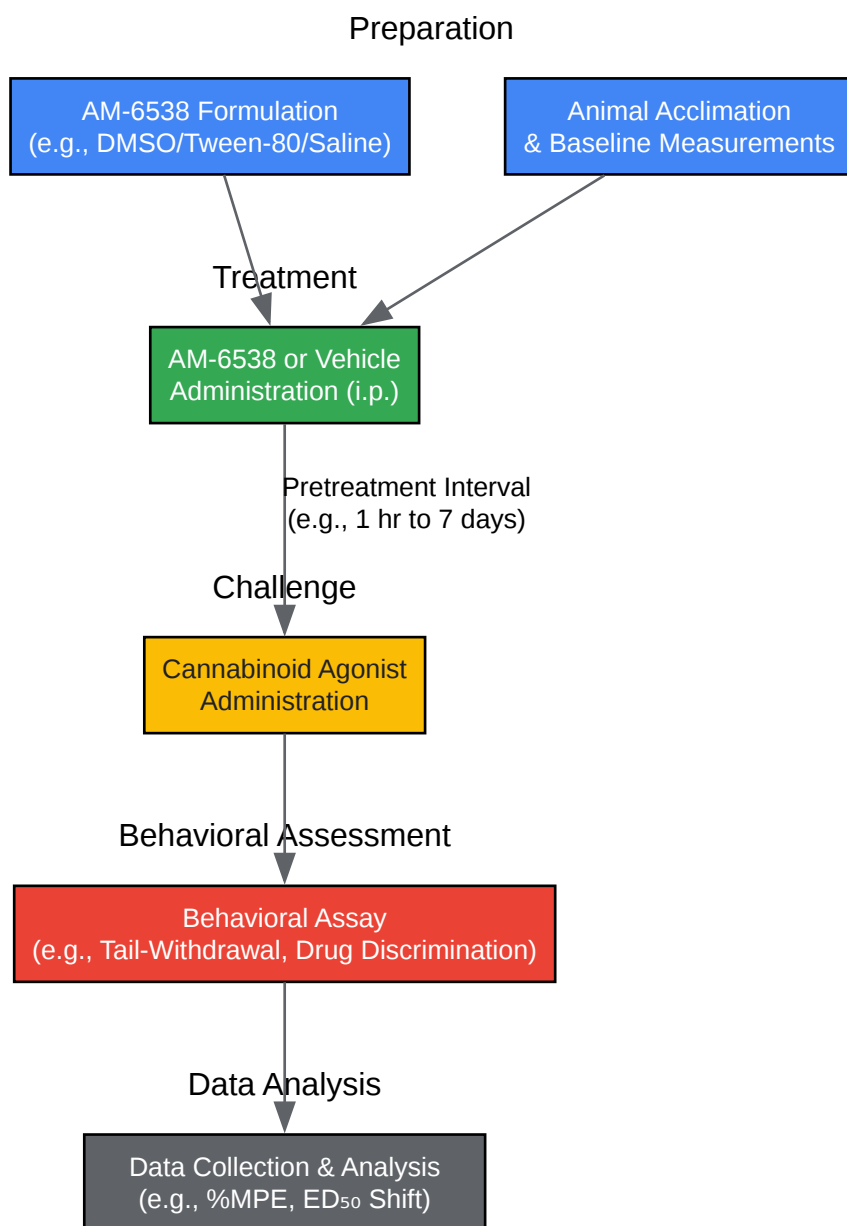 Preparation
AM-6538 Formulation
(e.g., DMSO/Tween-80/Saline)
Animal Acclimation
& Baseline Measurements
Treatment
AM-6538 or Vehicle
Administration (i.p.)
Pretreatment Interval
(e.g., 1 hr to 7 days)
Challenge
Cannabinoid Agonist
Administration
Behavioral Assessment
Behavioral Assay
(e.g., Tail-Withdrawal, Drug Discrimination)
Data Analysis
Data Collection & Analysis
(e.g., %MPE, ED₅₀ Shift)